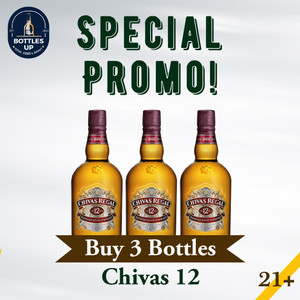 BOTTLES
UP
SPECIAL
PROMO!
CHIVAS REGAL
12
CHIVAS REGAL
12
CHIVAS REGAL
12
Buy 3 Bottles
Chivas 12
21+